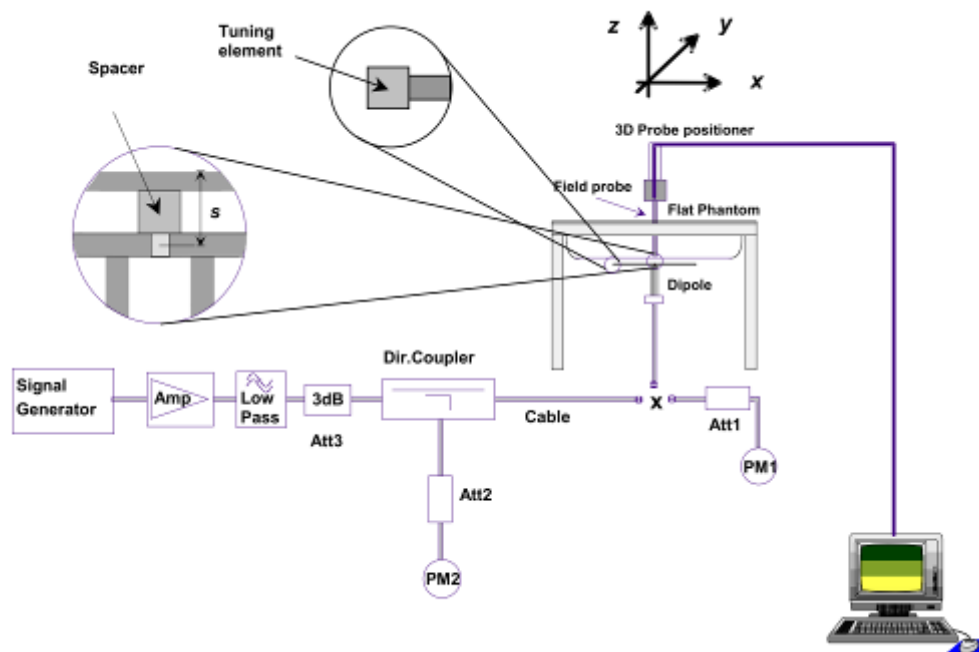 Tuning
element
Spacer
s
z
y
x
3D Probe positioner
Field probe
Flat Phantom
Dipole
Dir.Coupler
Signal
Generator
Amp
Low
Pass
3dB
Att3
Cable
x
Att1
PM1
Att2
PM2